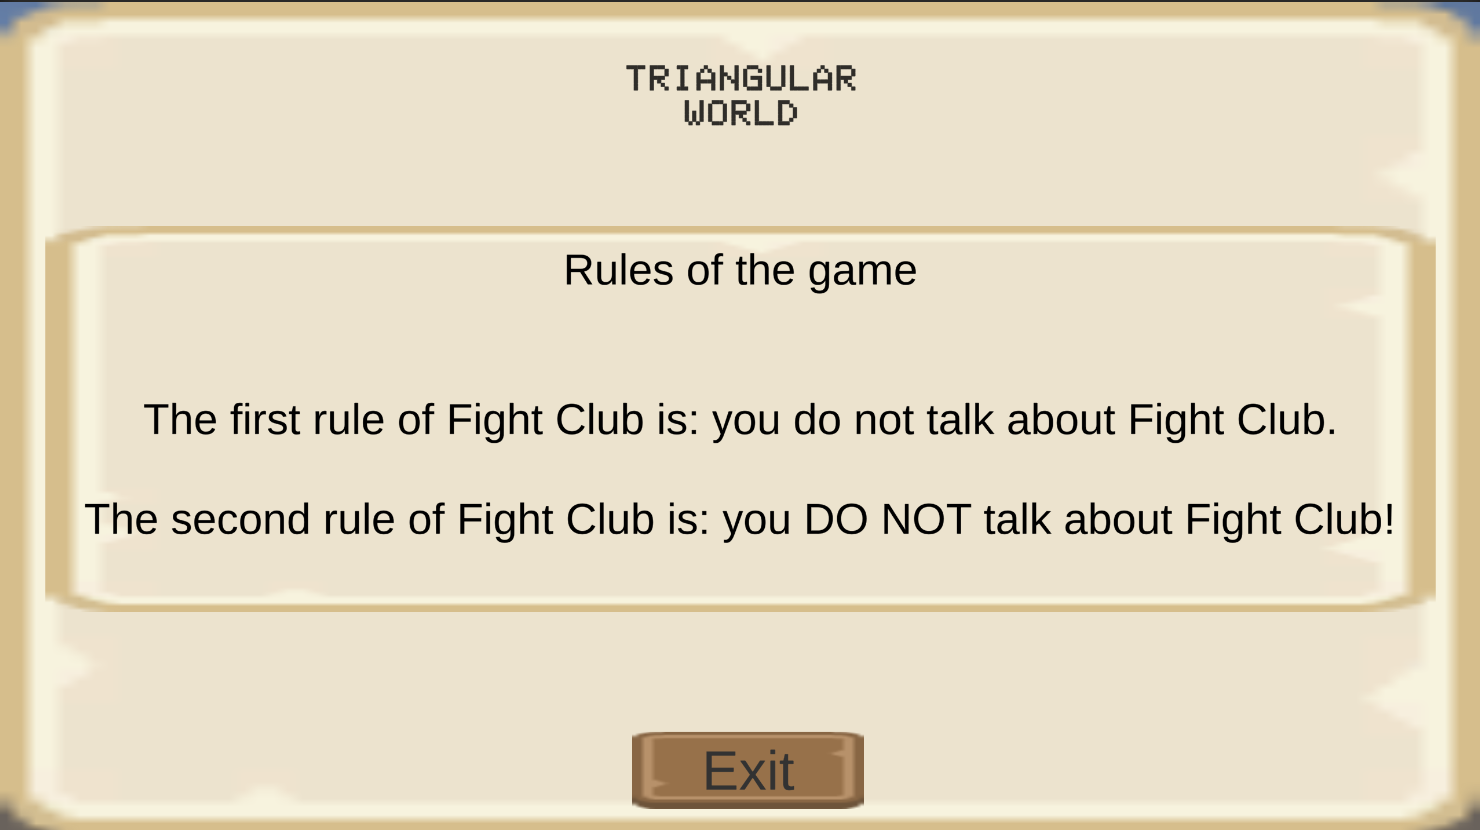 TRIANGULAR
WORLD
Rules of the game
The first rule of Fight Club is: you do not talk about Fight Club.
The second rule of Fight Club is: you DO NOT talk about Fight Club!
Exit